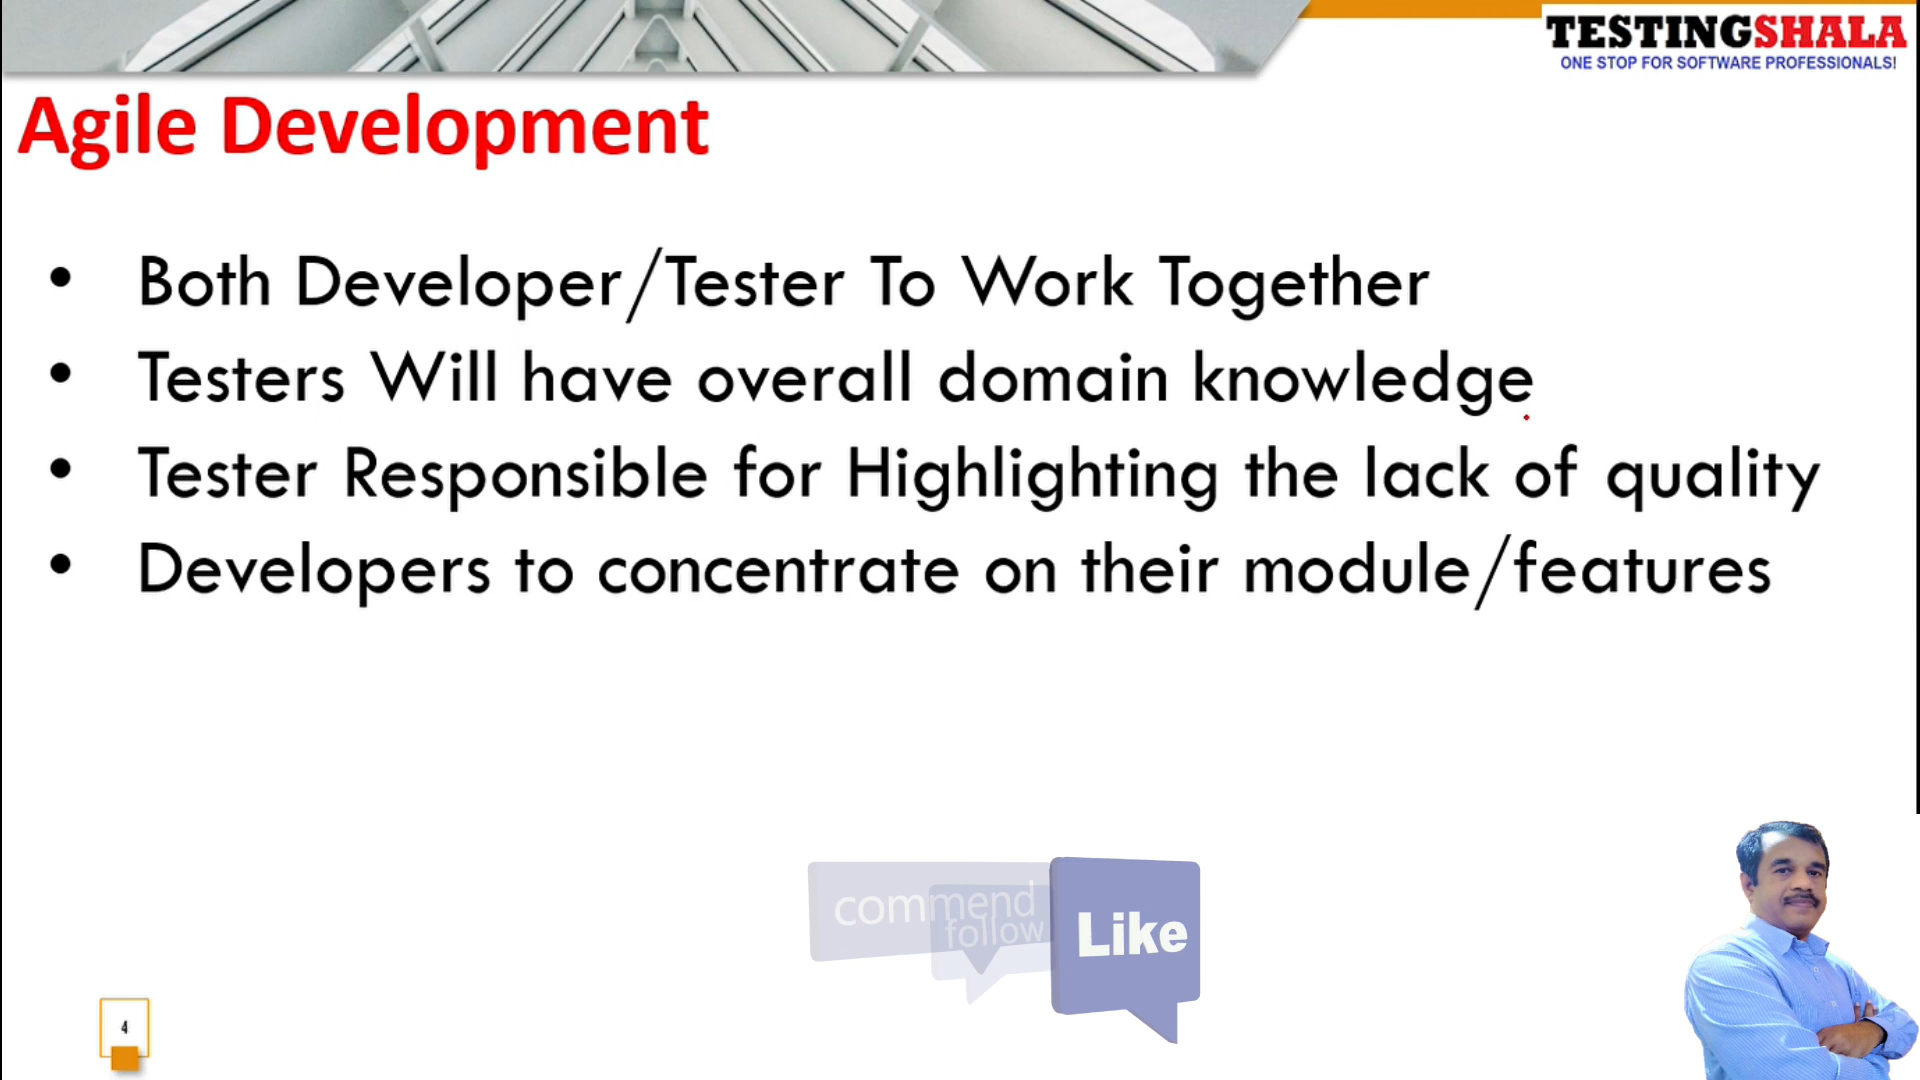 TESTINGSHALA
ONE STOP FOR SOFTWARE PROFESSIONALS!
Agile Development
• Both Developer/Tester To Work Together
• Testers Will have overall domain knowledge
• Tester Responsible for Highlighting the lack of quality
• Developers to concentrate on their module/features
commend
follow
Like
4